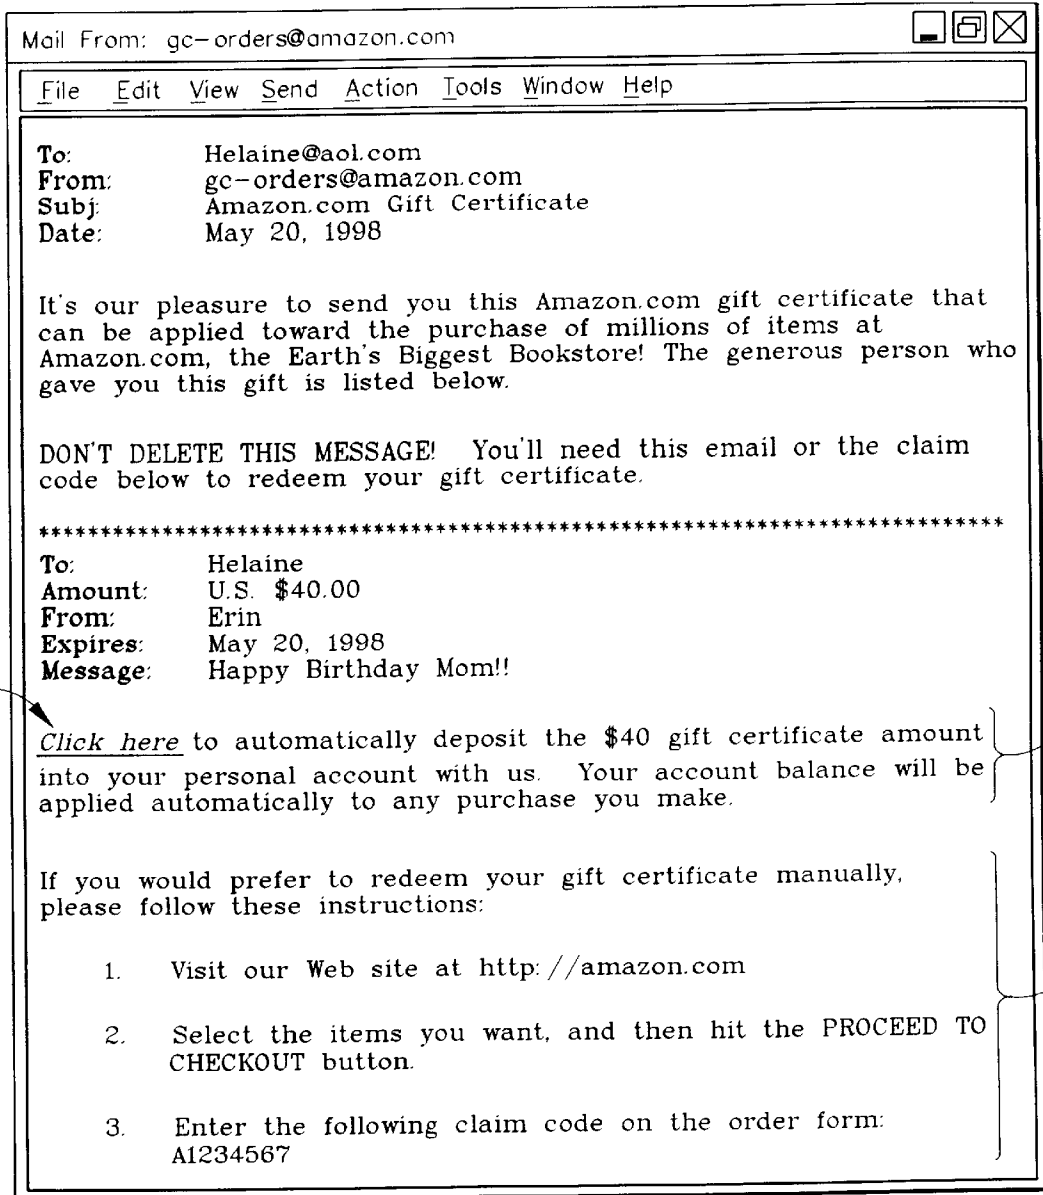 Mail From: gc-orders@amazon.com
File Edit View Send Action Tools Window Help
To: Helaine@aol.com
From: gc-orders@amazon.com
Subj: Amazon.com Gift Certificate
Date: May 20, 1998
It's our pleasure to send you this Amazon.com gift certificate that
can be applied toward the purchase of millions of items at
Amazon.com, the Earth's Biggest Bookstore! The generous person who
gave you this gift is listed below.
DON'T DELETE THIS MESSAGE! You'll need this email or the claim
code below to redeem your gift certificate.
*******************************************************************************
To: Helaine
Amount: U.S. $40.00
From: Erin
Expires: May 20, 1998
Message: Happy Birthday Mom!!
Click here to automatically deposit the $40 gift certificate amount
into your personal account with us. Your account balance will be
applied automatically to any purchase you make.
If you would prefer to redeem your gift certificate manually,
please follow these instructions:
1. Visit our Web site at http://amazon.com
2. Select the items you want, and then hit the PROCEED TO
CHECKOUT button.
3. Enter the following claim code on the order form:
A1234567